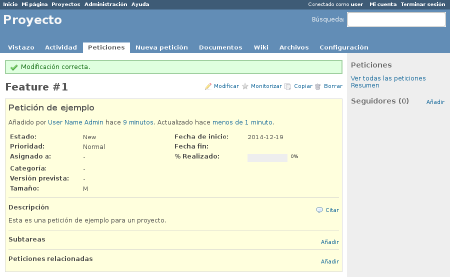 Inicio Mi página Proyectos Administración Ayuda Conectado como user Mi cuenta Terminar sesión
Proyecto
Búsqueda
Vistazo Actividad Peticiones Nueva petición Documentos Wiki Archivos Configuración
Modificación correcta.
Feature #1
Modificar Monitorizar Copiar Borrar
Petición de ejemplo
Añadido por User Name Admin hace 9 minutos. Actualizado hace menos de 1 minuto.
Estado: New Fecha de inicio: 2014-12-19
Prioridad: Normal Fecha fin:
Asignado a: - % Realizado: 0%
Categoría: -
Versión prevista: -
Tamaño: M
Descripción Citar
Esta es una petición de ejemplo para un proyecto.
Subtareas Añadir
Peticiones relacionadas Añadir
Peticiones
Ver todas las peticiones
Resumen
Seguidores (0) Añadir